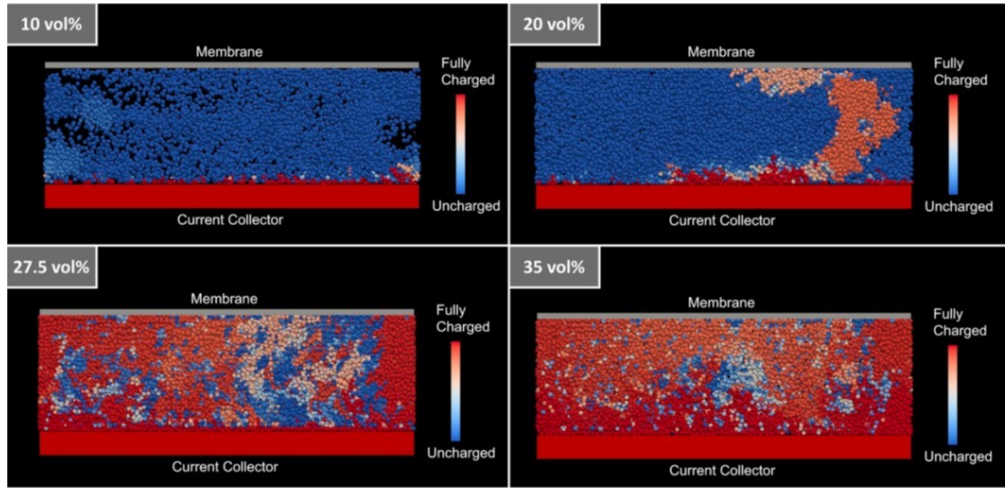 10 vol%
Membrane
Fully
Charged
Uncharged
Current Collector
20 vol%
Membrane
Fully
Charged
Uncharged
Current Collector
27.5 vol%
Membrane
Fully
Charged
Uncharged
Current Collector
35 vol%
Membrane
Fully
Charged
Uncharged
Current Collector